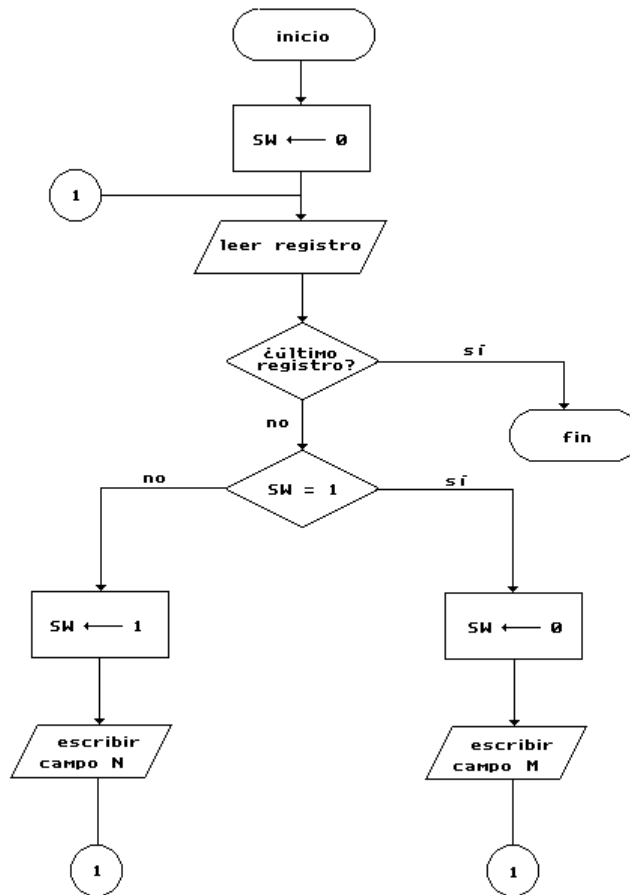 inicio
SW ← 0
1
leer registro
¿último
registro?
sí
no
fin
SW = 1
no
sí
SW ← 1
SW ← 0
escribir
campo N
escribir
campo M
1
1